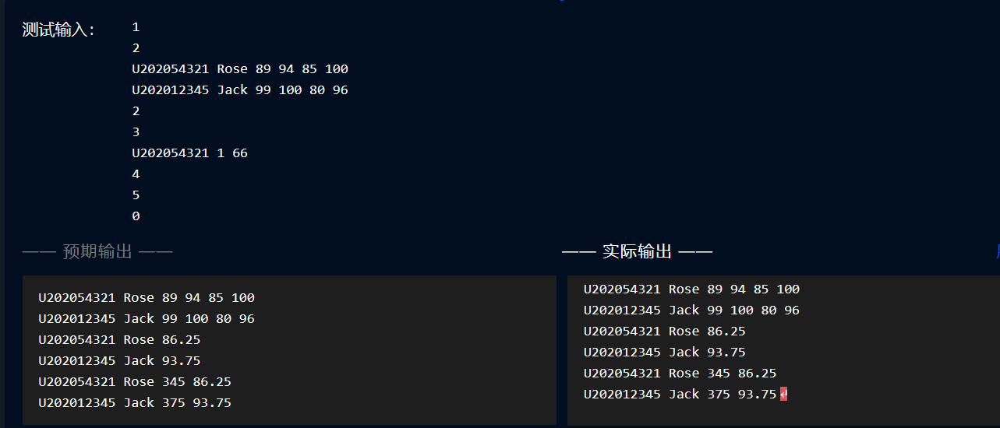 测试输入： 1
2
U202054321 Rose 89 94 85 100
U202012345 Jack 99 100 80 96
2
3
U202054321 1 66
4
5
0
—— 预期输出 ——
—— 实际输出 ——
U202054321 Rose 89 94 85 100
U202012345 Jack 99 100 80 96
U202054321 Rose 86.25
U202012345 Jack 93.75
U202054321 Rose 345 86.25
U202012345 Jack 375 93.75
U202054321 Rose 89 94 85 100
U202012345 Jack 99 100 80 96
U202054321 Rose 86.25
U202012345 Jack 93.75
U202054321 Rose 345 86.25
U202012345 Jack 375 93.75↵